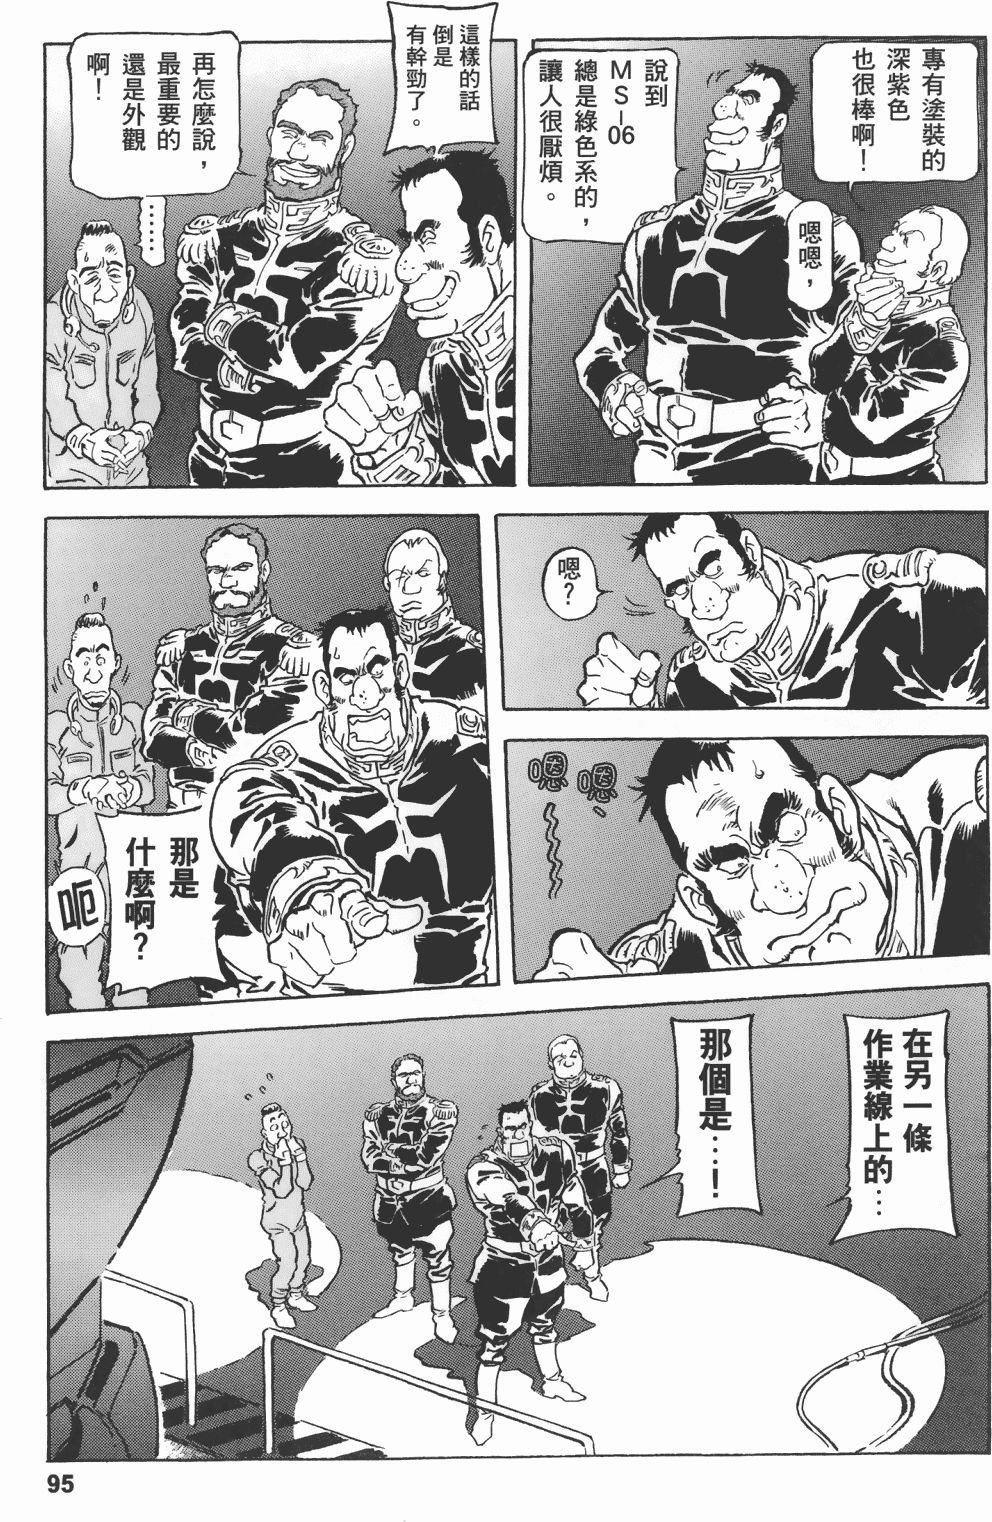 專有塗裝的
深紫色
也很棒啊！
嗯嗯，
說到
MS-06
總是綠色系的，
讓人很厭煩。
這樣的話
倒是
有幹勁了。
再怎麼說，
最重要的
還是外觀
啊！
……
嗯？
嗯嗯～
那是
什麼啊？
呃
在另一條
作業線上的…
那個是…！
95